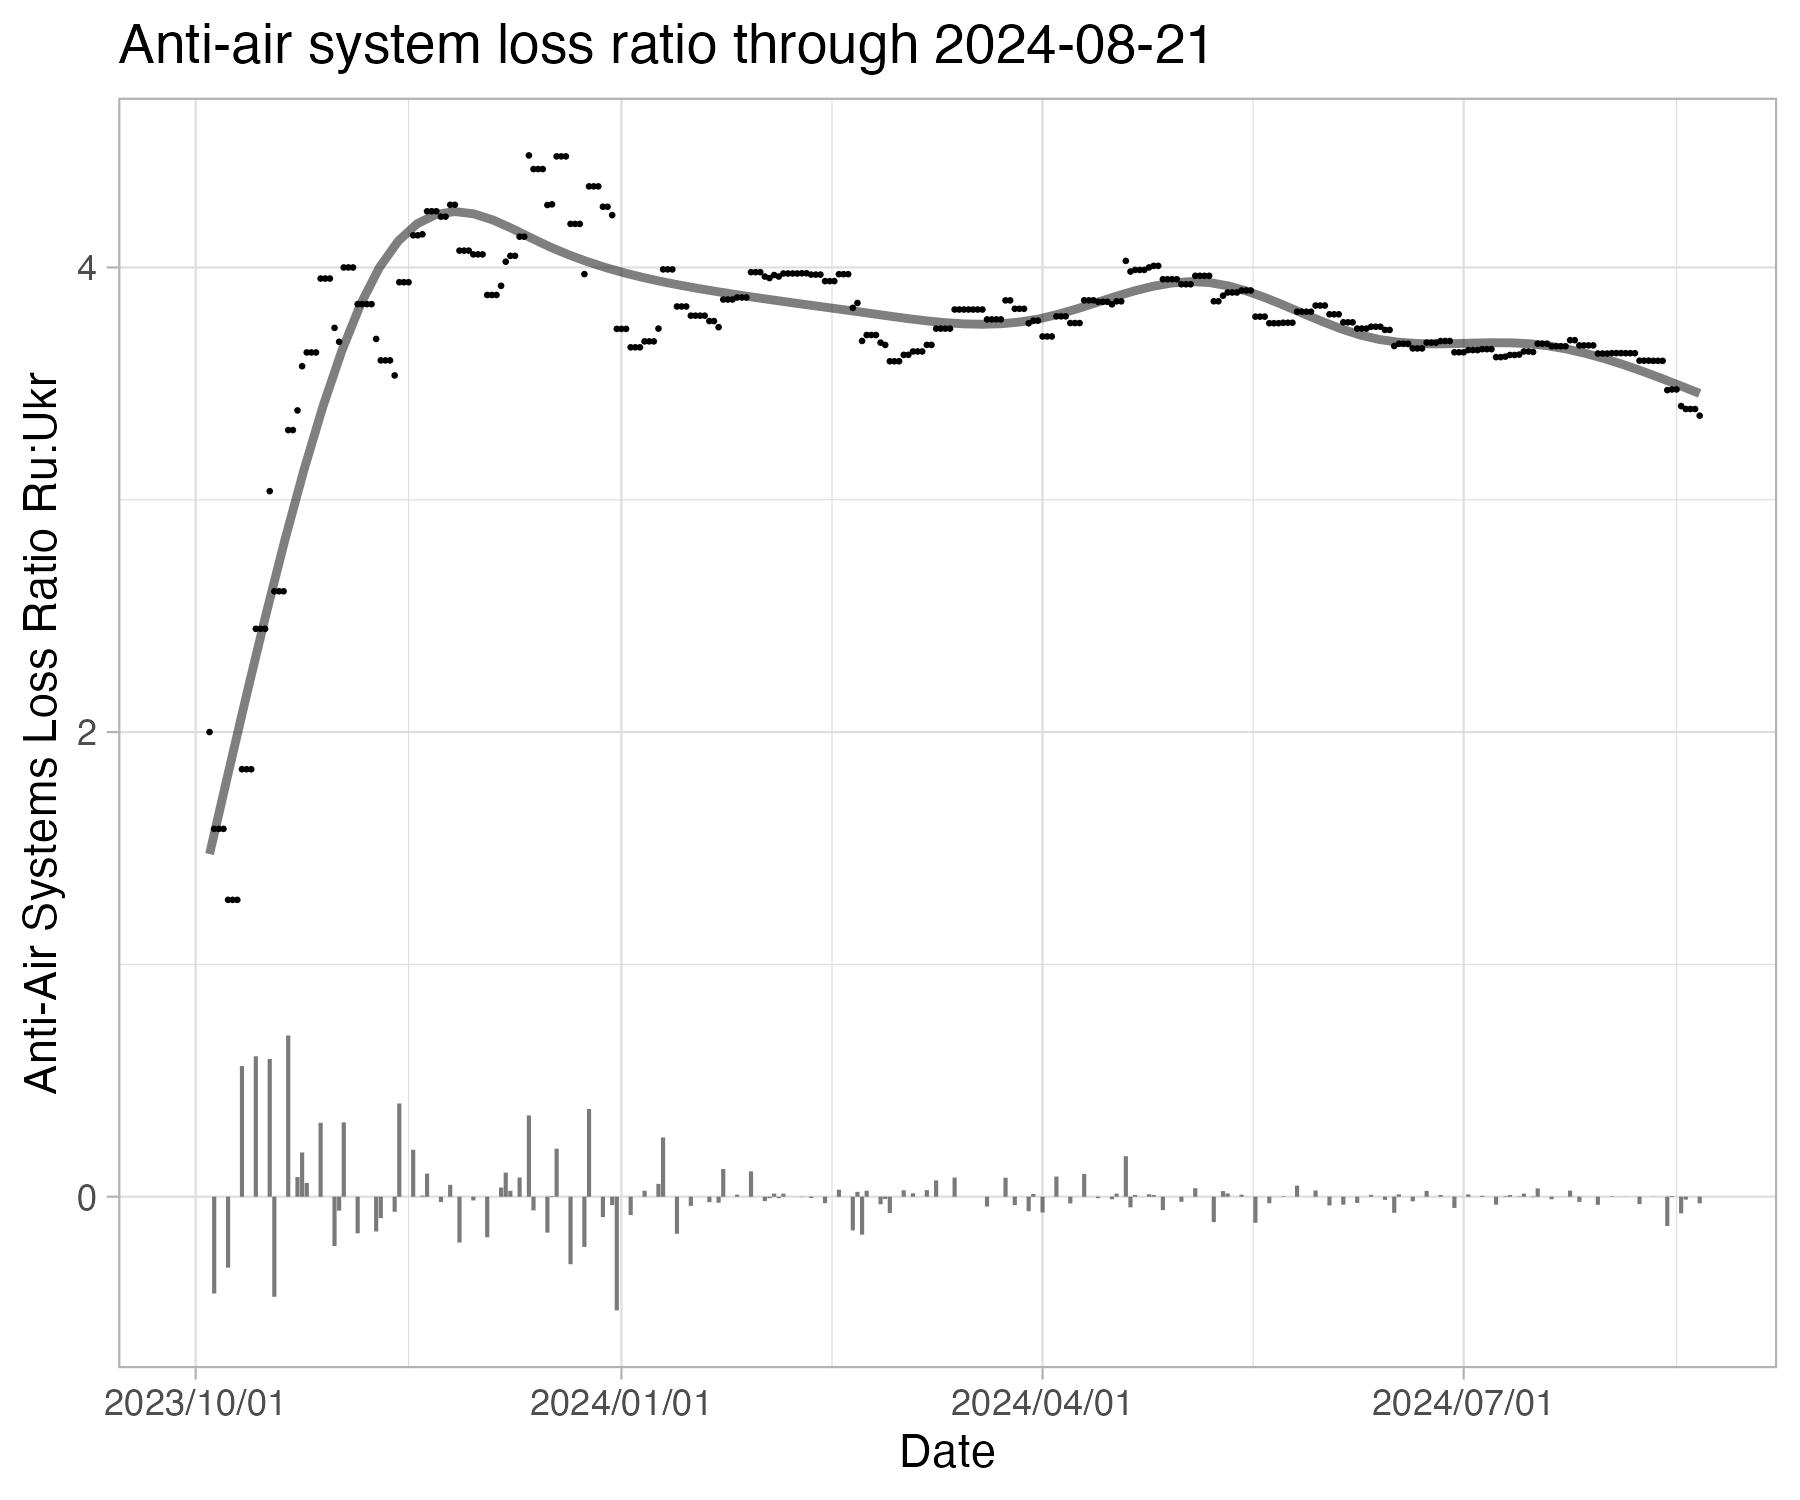 Anti-air system loss ratio through 2024-08-21
Anti-Air Systems Loss Ratio Ru:Ukr
4
2
0
2023/10/01
2024/01/01
2024/04/01
2024/07/01
Date